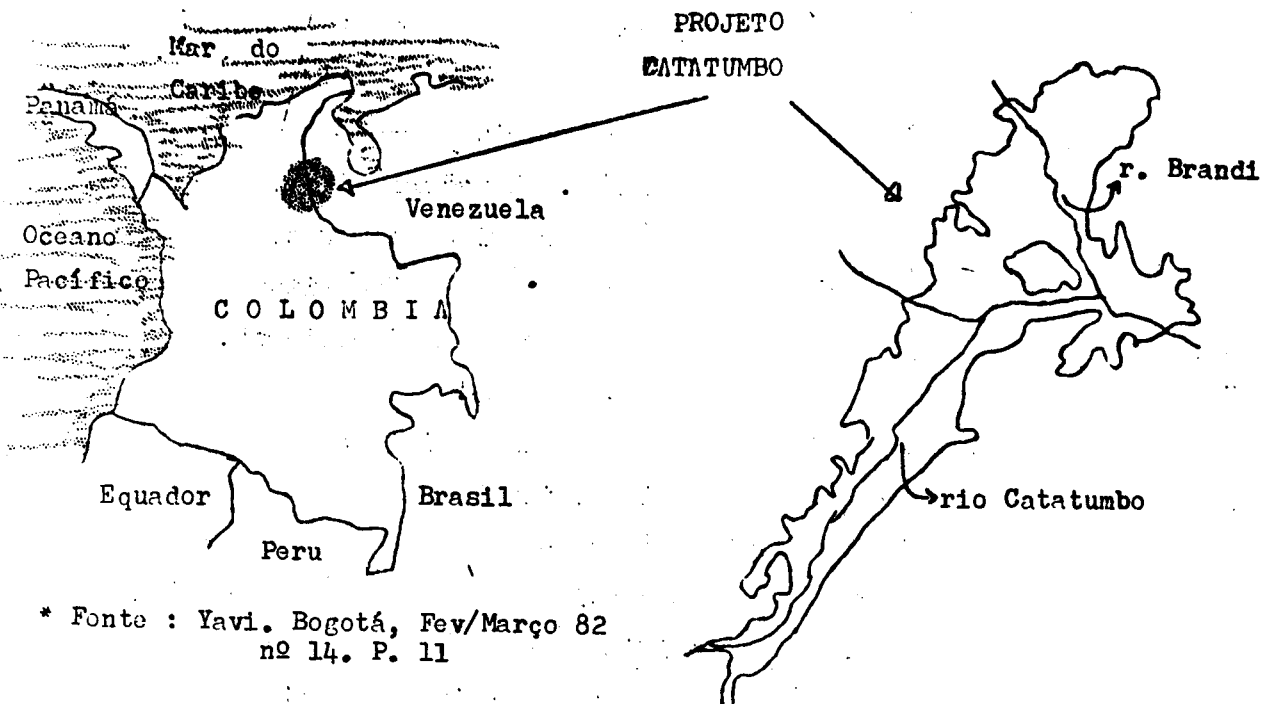 PROJETO
CATATUMBO
Mar do
Caribe
Panamá
r. Brandi
Venezuela
Oceano
Pacífico
COLOMBIA
Equador
Brasil
rio Catatumbo
Peru
* Fonte : Yavi. Bogotá, Fev/Março 82
nº 14. P. 11